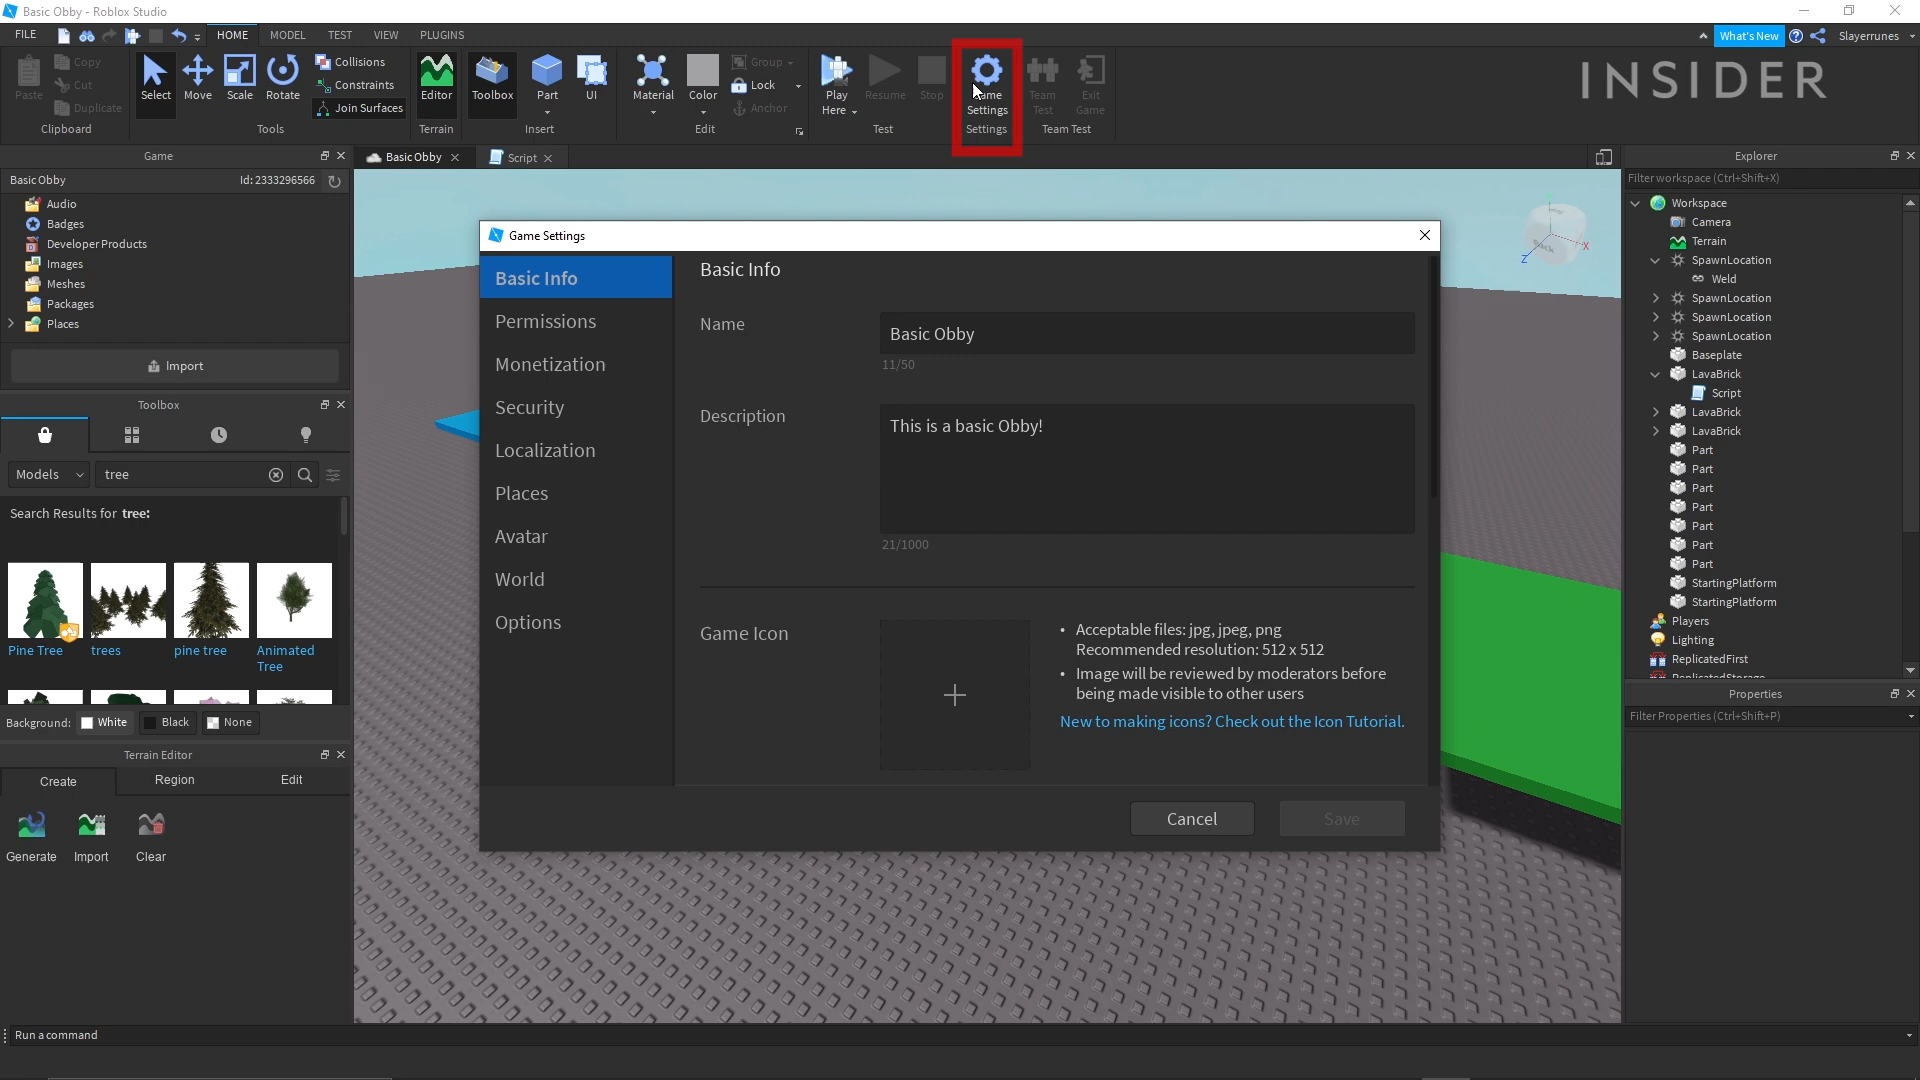 Basic Obby - Roblox Studio
FILE HOME MODEL TEST VIEW PLUGINS What's New Slayerrunes
Paste Copy Cut Duplicate Clipboard
Select Move Scale Rotate Collisions Constraints Join Surfaces Tools
Editor Terrain
Toolbox Part UI Insert
Material Color Group Lock Anchor Edit
Play Here Resume Stop Test
Game Settings Settings
Team Test Exit Game Team Test
INSIDER
Game
Basic Obby Id: 2333296566
Audio
Badges
Developer Products
Images
Meshes
Packages
Places
Import
Toolbox
Models tree
Search Results for tree:
Pine Tree trees pine tree Animated Tree
Background: White Black None
Terrain Editor
Create Region Edit
Generate Import Clear
Run a command
Basic Obby Script
Back
X
Z
Game Settings
Basic Info
Permissions
Monetization
Security
Localization
Places
Avatar
World
Options
Basic Info
Name
Basic Obby
11/50
Description
This is a basic Obby!
21/1000
Game Icon
• Acceptable files: jpg, jpeg, png
Recommended resolution: 512 x 512
• Image will be reviewed by moderators before
being made visible to other users
New to making icons? Check out the Icon Tutorial.
Cancel Save
Explorer
Filter workspace (Ctrl+Shift+X)
Workspace
Camera
Terrain
SpawnLocation
Weld
SpawnLocation
SpawnLocation
SpawnLocation
Baseplate
LavaBrick
Script
LavaBrick
LavaBrick
Part
Part
Part
Part
Part
Part
Part
StartingPlatform
StartingPlatform
Players
Lighting
ReplicatedFirst
ReplicatedStorage
Properties
Filter Properties (Ctrl+Shift+P)